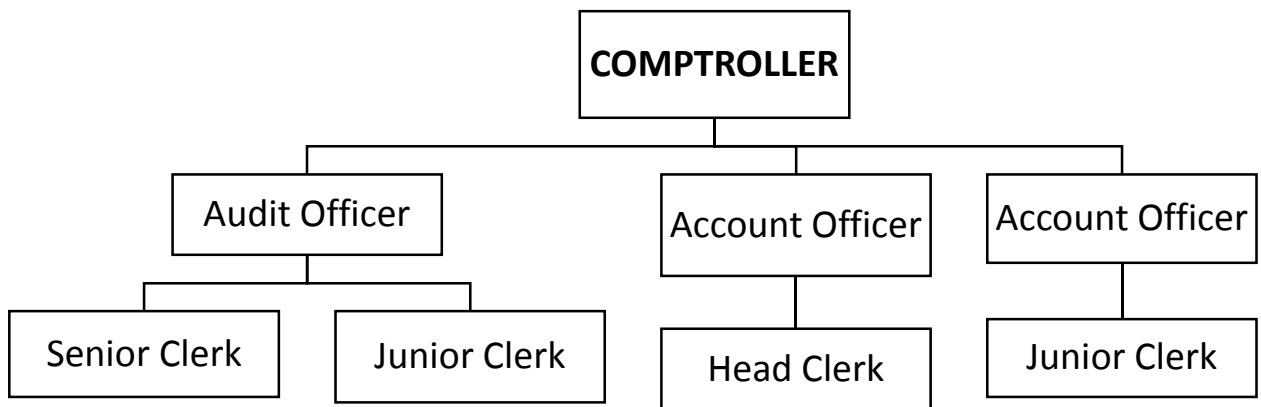 COMPTROLLER
Audit Officer
Account Officer
Account Officer
Senior Clerk
Junior Clerk
Head Clerk
Junior Clerk